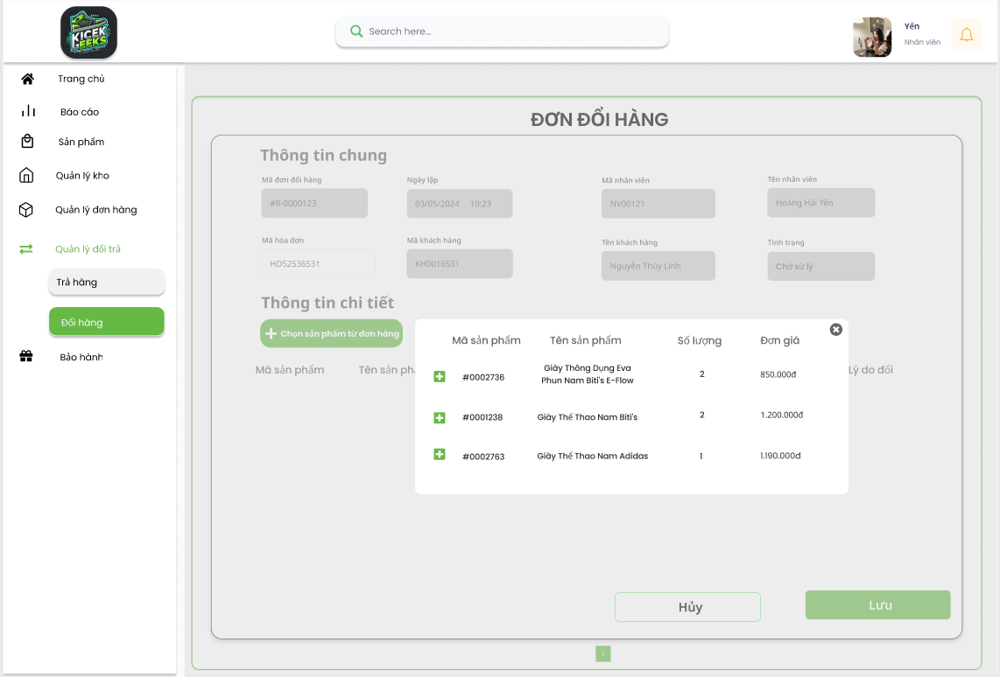 KICEK
GEEKS
Search here...
Yến
Nhân viên
Trang chủ
Báo cáo
Sản phẩm
Quản lý kho
Quản lý đơn hàng
Quản lý đổi trả
Trả hàng
Đổi hàng
Bảo hành
ĐƠN ĐỔI HÀNG
Thông tin chung
Mã đơn đổi hàng
Ngày lập
Mã nhân viên
Tên nhân viên
#R-0000123
03/05/2024 10:23
NV00121
Hoàng Hải Yến
Mã hóa đơn
Mã khách hàng
Tên khách hàng
Tình trạng
HD52536531
KH0016531
Nguyễn Thùy Linh
Chờ xử lý
Thông tin chi tiết
Chọn sản phẩm từ đơn hàng
Mã sản phẩm
Tên sản
Lý do đổi
Mã sản phẩm Tên sản phẩm Số lượng Đơn giá
#0002736
Giày Thông Dụng Eva
Phun Nam Biti's E-Flow
2
850.000đ
#0001238 Giày Thể Thao Nam Biti's 2 1.200.000đ
#0002763 Giày Thể Thao Nam Adidas 1 1.190.000đ
Hủy
Lưu
1